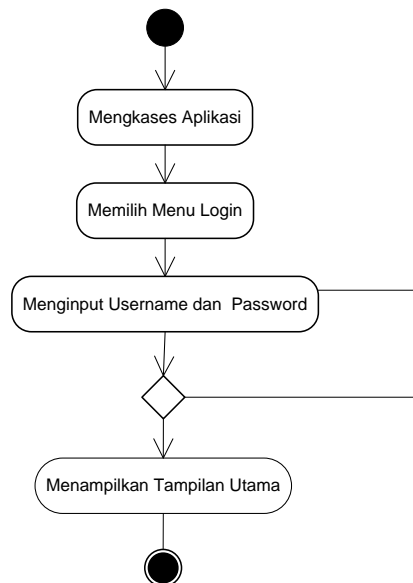 Mengkases Aplikasi
Memilih Menu Login
Menginput Username dan  Password
Menampilkan Tampilan Utama